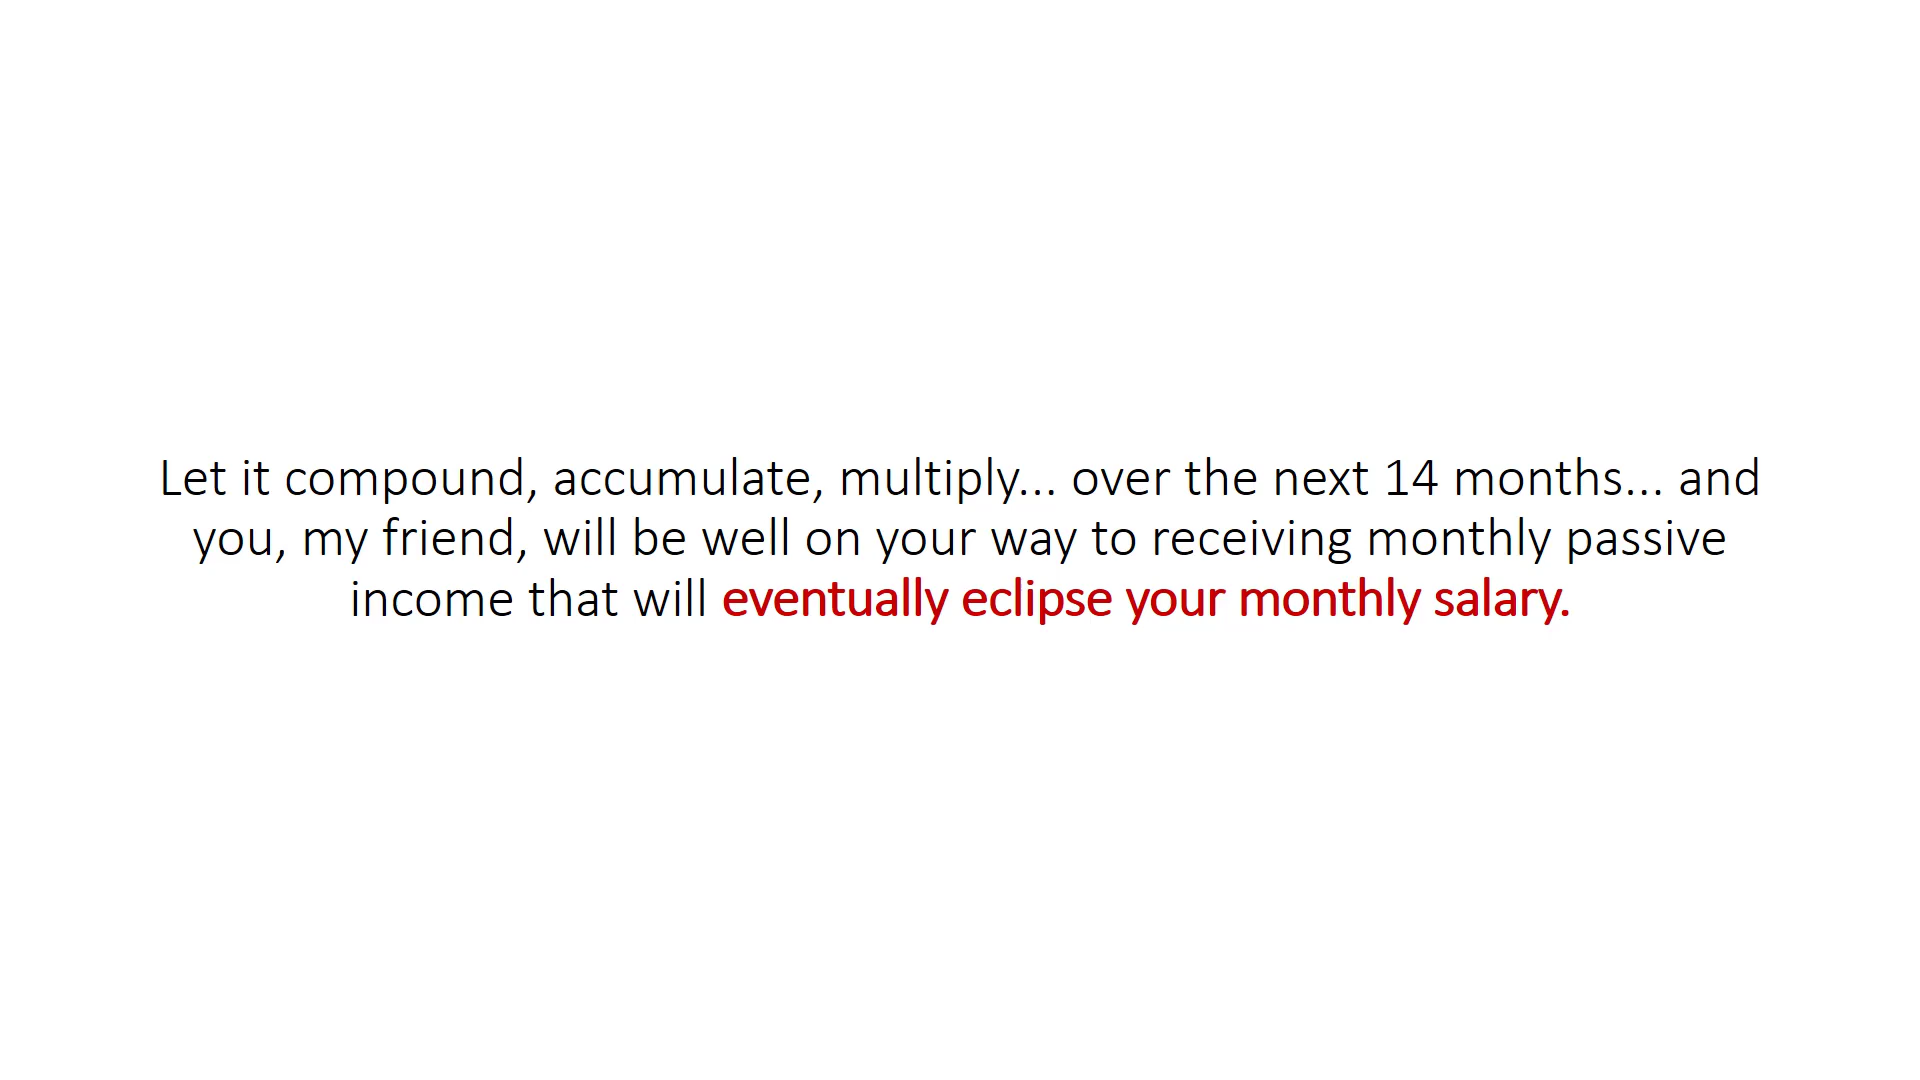 Let it compound, accumulate, multiply... over the next 14 months... and
you, my friend, will be well on your way to receiving monthly passive
income that will eventually eclipse your monthly salary.